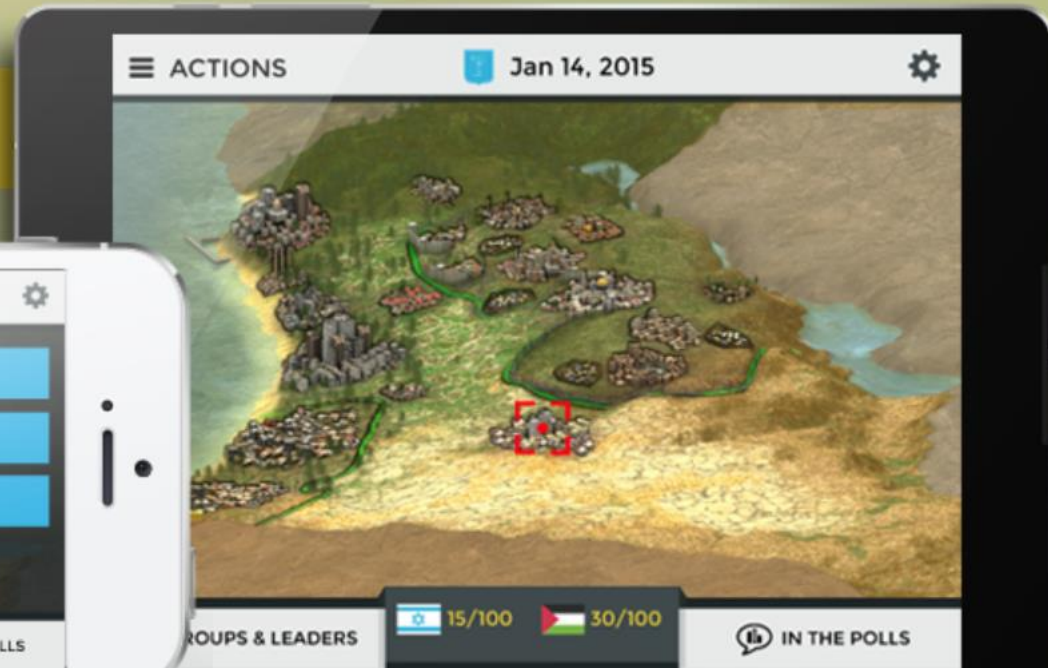 ACTIONS
Jan 14, 2015
15/100
30/100
ROUPS & LEADERS
IN THE POLLS
LLS